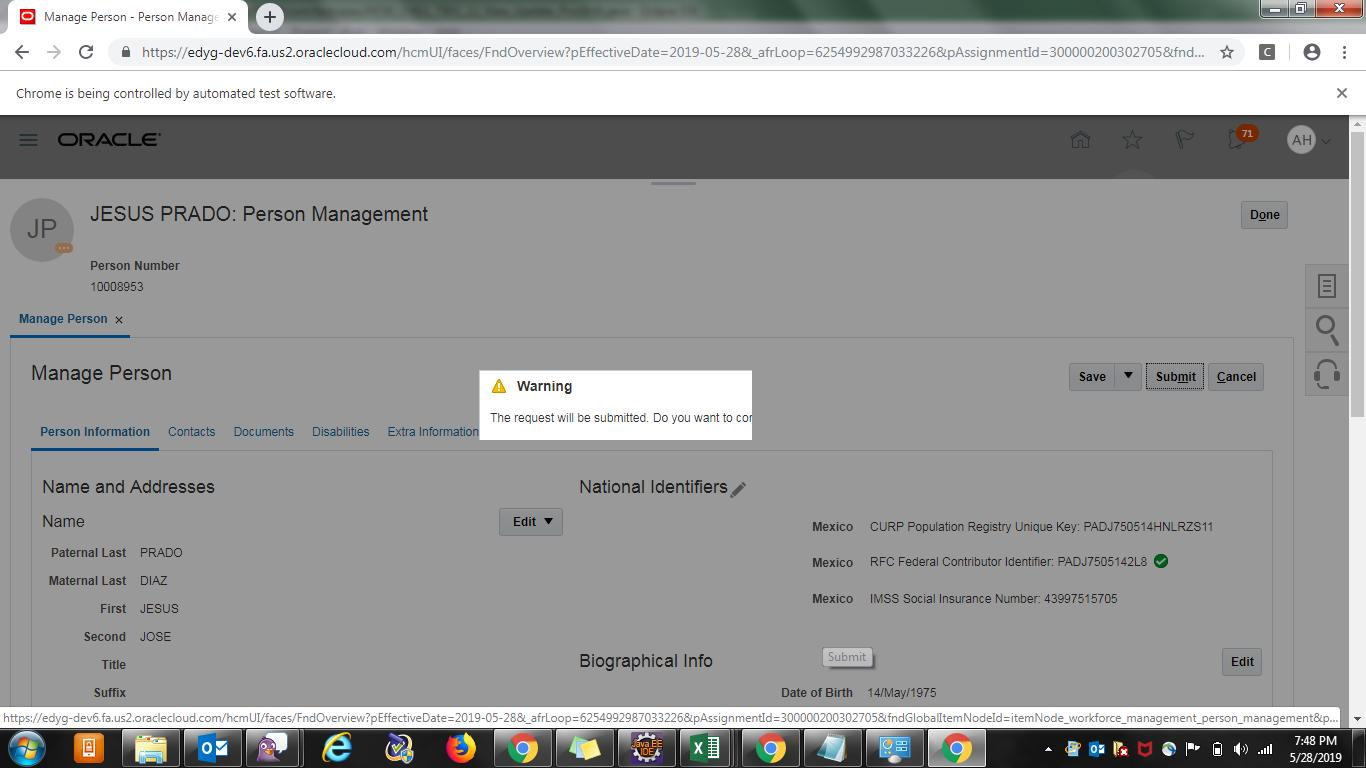 Manage Person - Person Manage
https://edyg-dev6.fa.us2.oraclecloud.com/hcmUI/faces/FndOverview?pEffectiveDate=2019-05-28&_afrLoop=6254992987033226&pAssignmentId=300000200302705&fnd...
C
Chrome is being controlled by automated test software.
ORACLE
71
AH
JP
JESUS PRADO: Person Management
Done
Person Number
10008953
Manage Person
Manage Person
Save
Submit
Cancel
Warning
The request will be submitted. Do you want to cor
Person Information
Contacts
Documents
Disabilities
Extra Information
Name and Addresses
National Identifiers
Name
Edit
Mexico CURP Population Registry Unique Key: PADJ750514HNLRZS11
Paternal Last PRADO
Mexico RFC Federal Contributor Identifier: PADJ7505142L8
Maternal Last DIAZ
Mexico IMSS Social Insurance Number: 43997515705
First JESUS
Second JOSE
Title
Biographical Info
Submit
Edit
Suffix
Date of Birth 14/May/1975
https://edyg-dev6.fa.us2.oraclecloud.com/hcmUI/faces/FndOverview?pEffectiveDate=2019-05-28&_afrLoop=6254992987033226&pAssignmentId=300000200302705&fndGlobalItemNodeId=itemNode_workforce_management_person_management&p...
Java EE
IDE
7:48 PM
5/28/2019